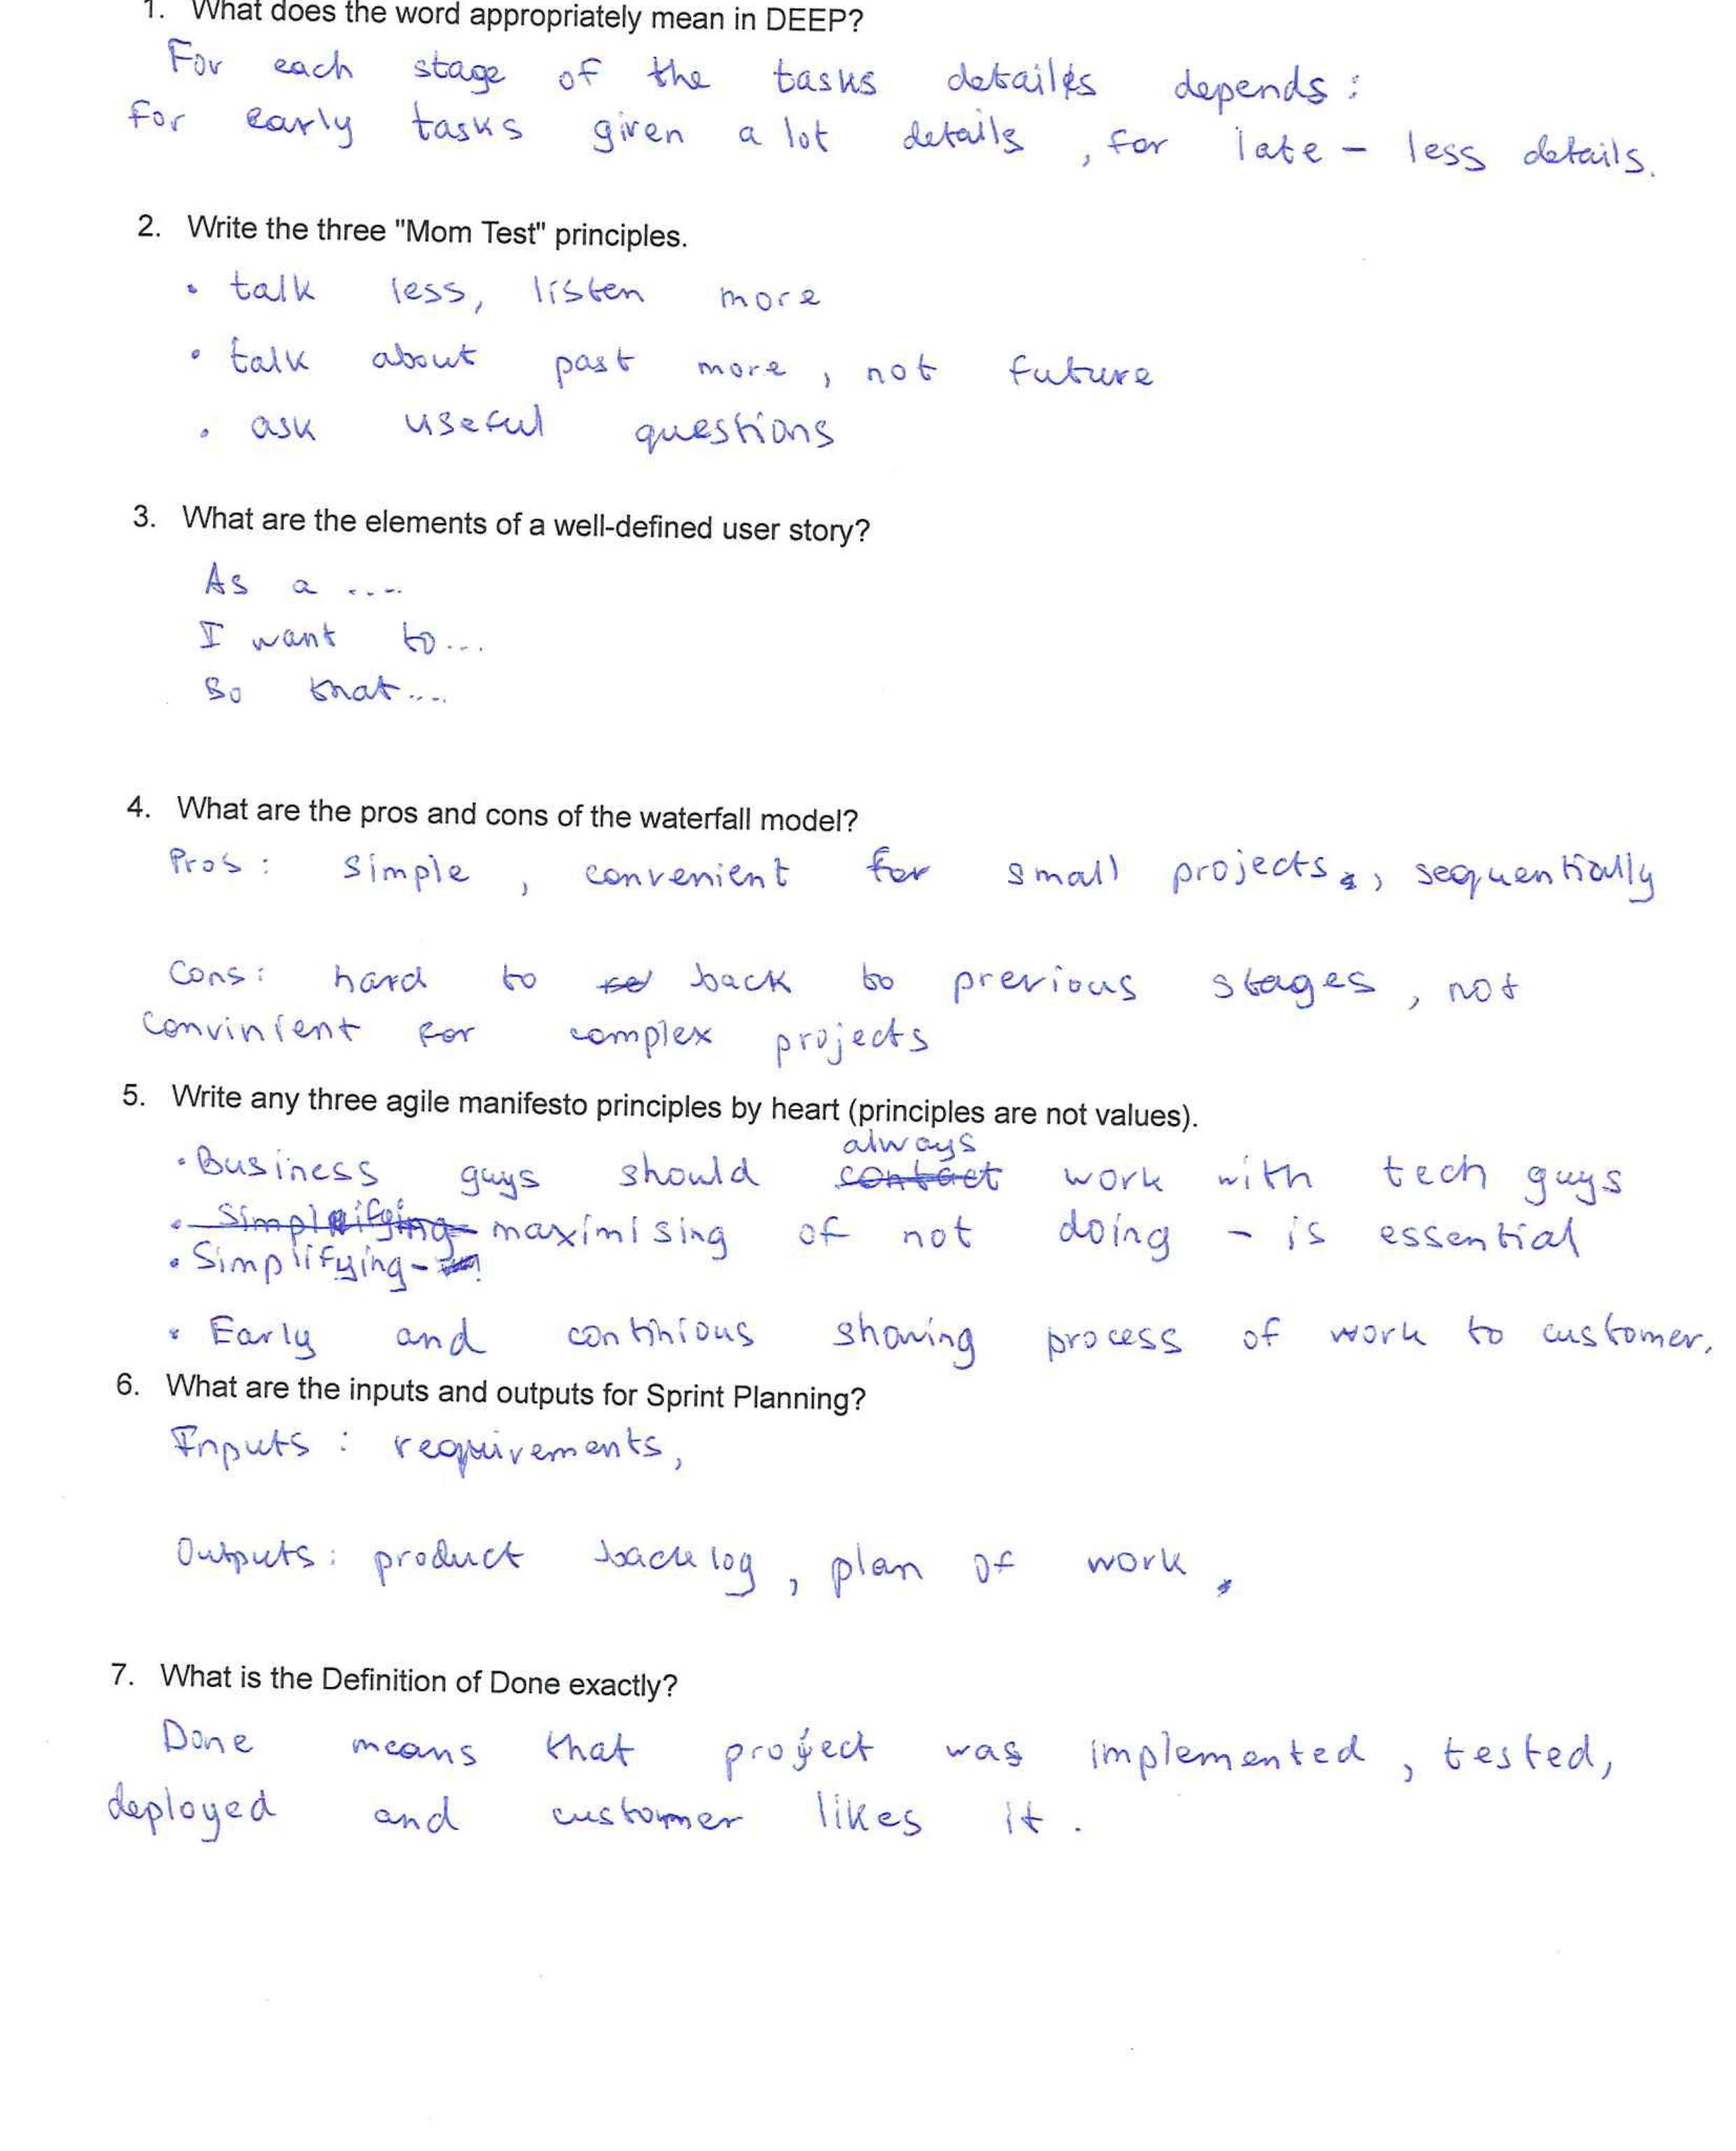 1. What does the word appropriately mean in DEEP?
For each stage of the tasks details depends:
for early tasks given a lot details, for late - less details.
2. Write the three "Mom Test" principles.
• talk less, listen more
• talk about past more, not future
• ask useful questions
3. What are the elements of a well-defined user story?
As a ....
I want to...
So that....
4. What are the pros and cons of the waterfall model?
Pros: simple, convenient for small projects, sequentially
Cons: hard to back to previous stages, not
convinient for complex projects
5. Write any three agile manifesto principles by heart (principles are not values).
always
• Business guys should contact work with tech guys
• Simplifying - maximising of not doing - is essential
• Simplifying -
• Early and continious showing process of work to customer.
6. What are the inputs and outputs for Sprint Planning?
Inputs: requirements,
Outputs: product backlog, plan of work
7. What is the Definition of Done exactly?
Done means that project was implemented, tested,
deployed and customer likes it.